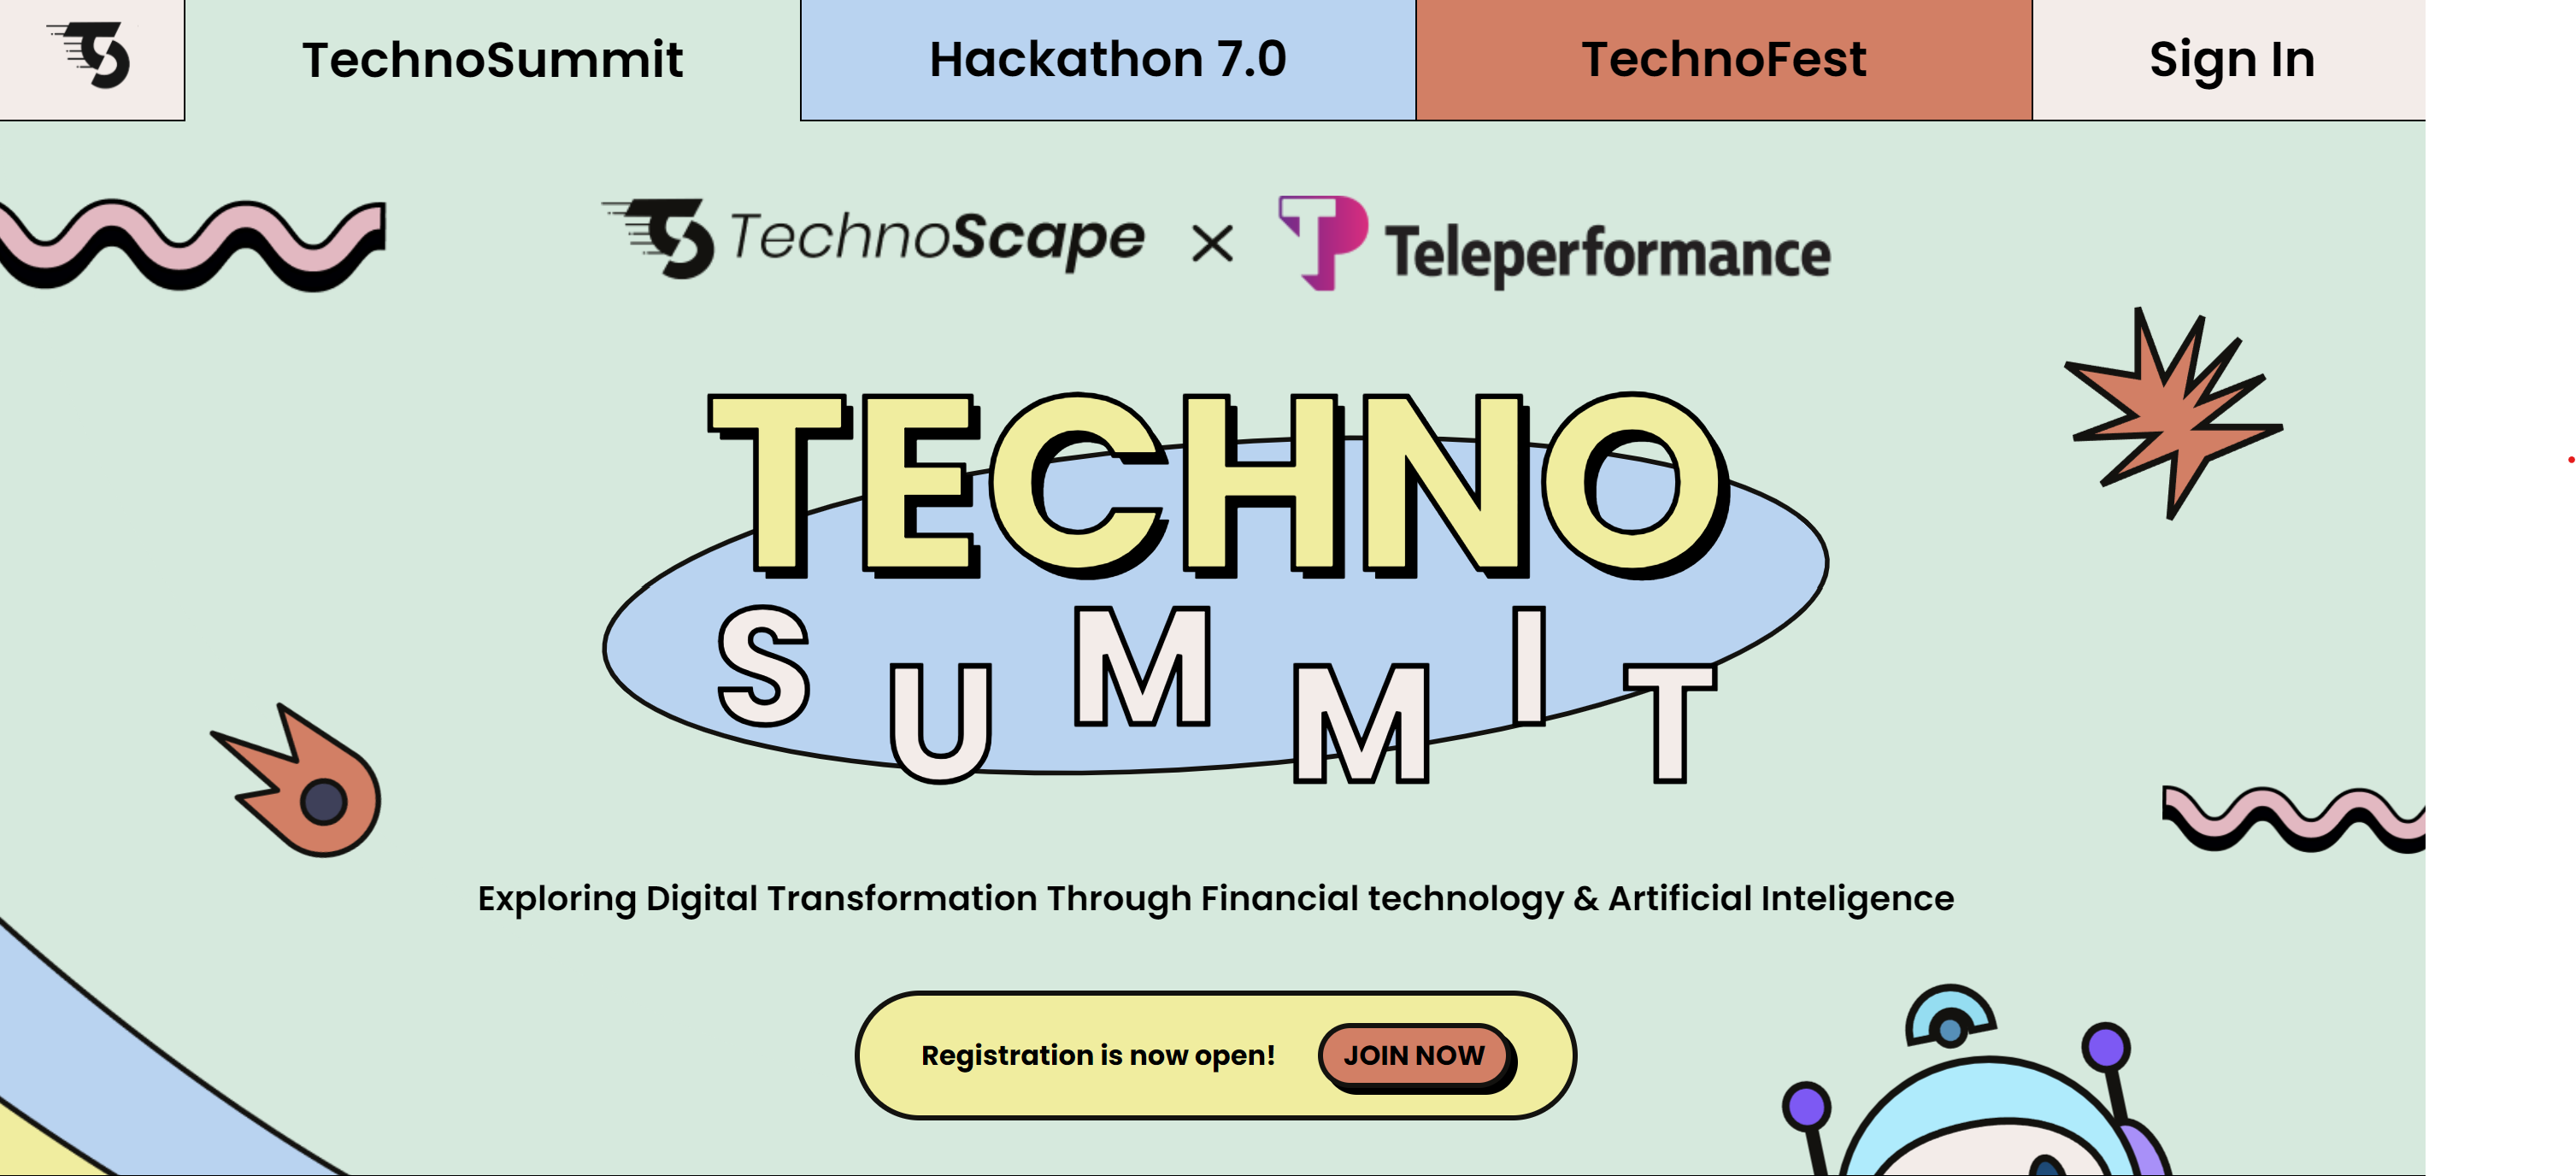 TechnoSummit
Hackathon 7.0
TechnoFest
Sign In
TechnoScape × Teleperformance
TECHNO
SUMMIT
Exploring Digital Transformation Through Financial technology & Artificial Inteligence
Registration is now open! JOIN NOW